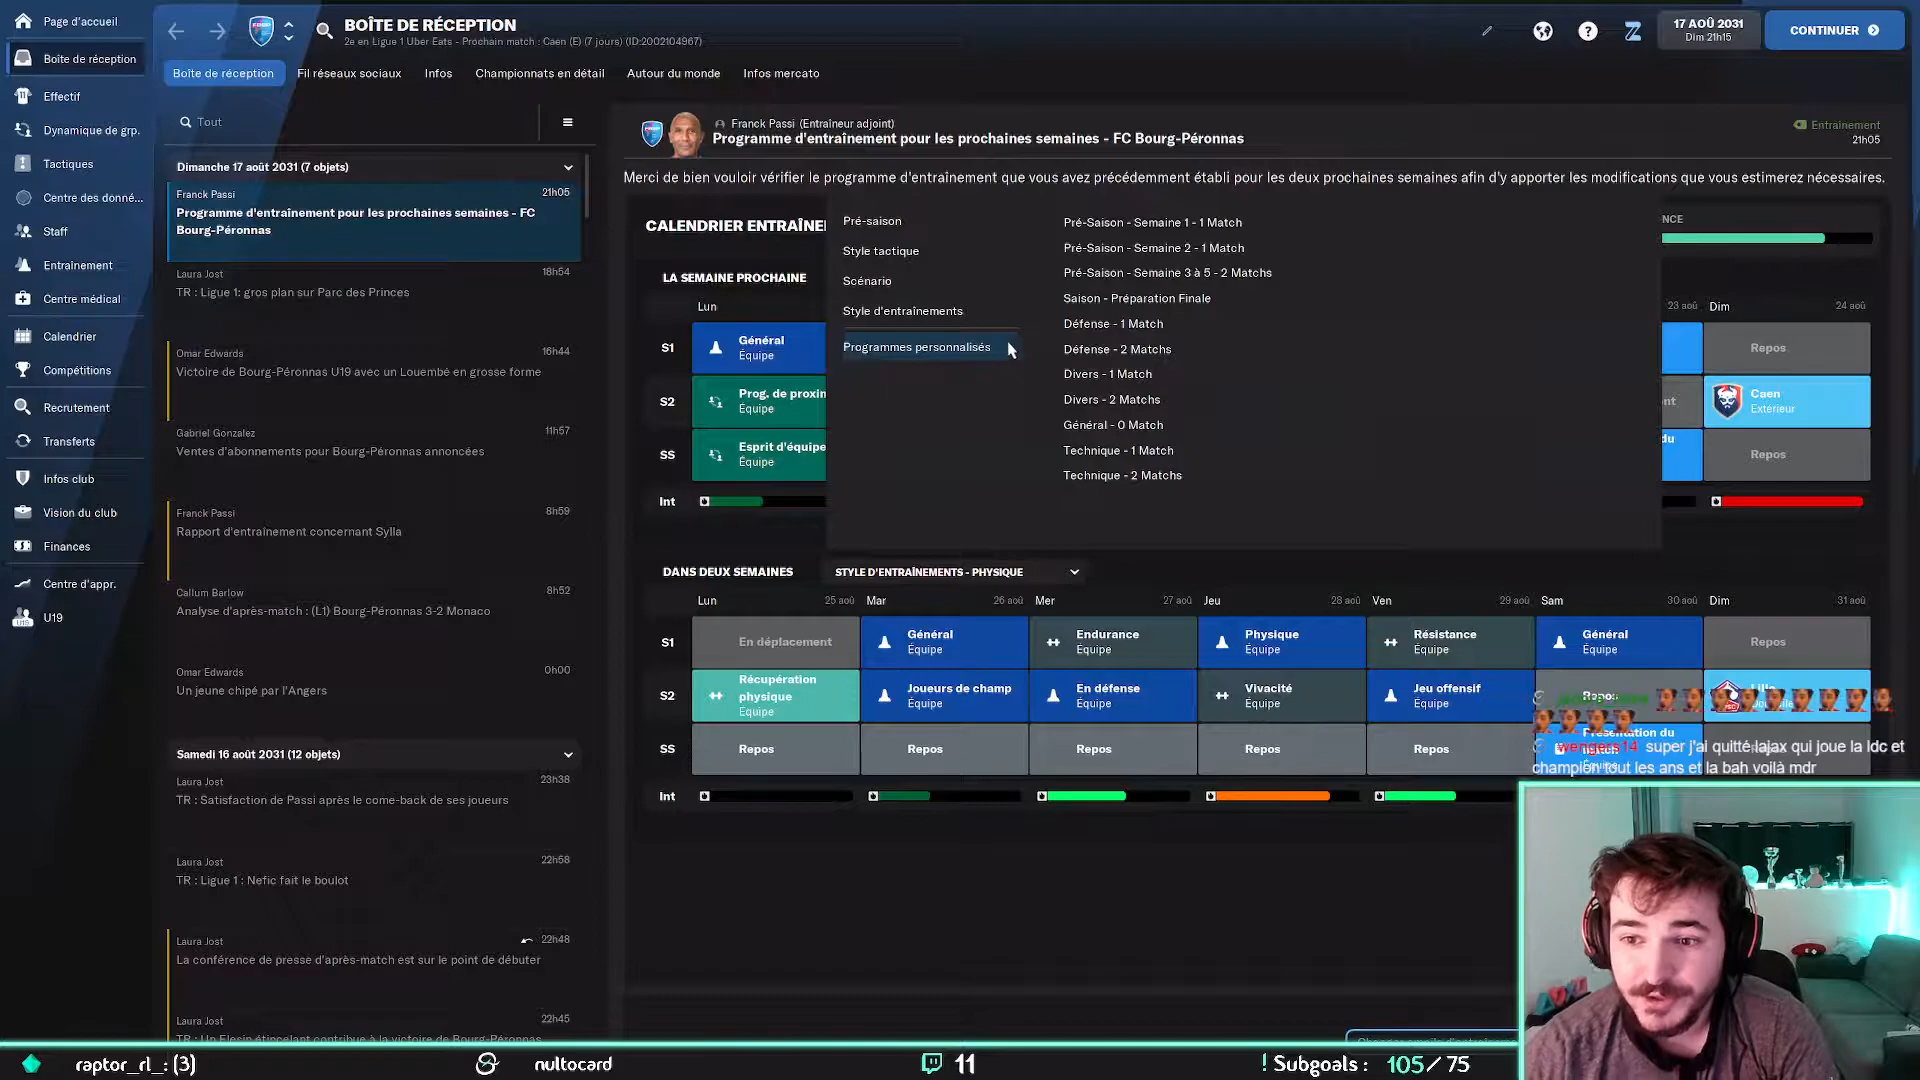 Page d'accueil
Boîte de réception
Effectif
Dynamique de grp.
Tactiques
Centre des donné...
Staff
Entraînement
Centre médical
Calendrier
Compétitions
Recrutement
Transferts
Infos club
Vision du club
Finances
Centre d'appr.
U19
BOÎTE DE RÉCEPTION
2e en Ligue 1 Uber Eats - Prochain match : Caen (E) (7 jours) (ID:2002104967)
17 AOÛ 2031
Dim 21h15
CONTINUER
Boîte de réception
Fil réseaux sociaux
Infos
Championnats en détail
Autour du monde
Infos mercato
Tout
Dimanche 17 août 2031 (7 objets)
Franck Passi 21h05
Programme d'entraînement pour les prochaines semaines - FC
Bourg-Péronnas
Laura Jost 18h54
TR : Ligue 1: gros plan sur Parc des Princes
Omar Edwards 16h44
Victoire de Bourg-Péronnas U19 avec un Louembé en grosse forme
Gabriel Gonzalez 11h57
Ventes d'abonnements pour Bourg-Péronnas annoncées
Franck Passi 8h59
Rapport d'entraînement concernant Sylla
Callum Barlow 8h52
Analyse d'après-match : (L1) Bourg-Péronnas 3-2 Monaco
Omar Edwards 0h00
Un jeune chipé par l'Angers
Samedi 16 août 2031 (12 objets)
Laura Jost 23h38
TR : Satisfaction de Passi après le come-back de ses joueurs
Laura Jost 22h58
TR : Ligue 1 : Nefic fait le boulot
Laura Jost 22h48
La conférence de presse d'après-match est sur le point de débuter
Laura Jost 22h45
TR : Un Elesin étincelant contribue à la victoire de Bourg-Péronnas
Franck Passi (Entraîneur adjoint)
Programme d'entraînement pour les prochaines semaines - FC Bourg-Péronnas
Entraînement
21h05
Merci de bien vouloir vérifier le programme d'entraînement que vous avez précédemment établi pour les deux prochaines semaines afin d'y apporter les modifications que vous estimerez nécessaires.
CALENDRIER ENTRAÎNE
NCE
LA SEMAINE PROCHAINE
Pré-saison
Style tactique
Scénario
Style d'entraînements
Programmes personnalisés
Pré-Saison - Semaine 1 - 1 Match
Pré-Saison - Semaine 2 - 1 Match
Pré-Saison - Semaine 3 à 5 - 2 Matchs
Saison - Préparation Finale
Défense - 1 Match
Défense - 2 Matchs
Divers - 1 Match
Divers - 2 Matchs
Général - 0 Match
Technique - 1 Match
Technique - 2 Matchs
Lun 23 aoû Dim 24 aoû
S1 Général
Équipe
Repos
S2 Prog. de proxin
Équipe
nt
Caen
Extérieur
SS Esprit d'équipe
Équipe
du
Repos
Int
DANS DEUX SEMAINES STYLE D'ENTRAÎNEMENTS - PHYSIQUE
Lun 25 aoû Mar 26 aoû Mer 27 aoû Jeu 28 aoû Ven 29 aoû Sam 30 aoû Dim 31 aoû
S1 En déplacement
Général
Équipe
Endurance
Équipe
Physique
Équipe
Résistance
Équipe
Général
Équipe
Repos
S2 Récupération
physique
Équipe
Joueurs de champ
Équipe
En défense
Équipe
Vivacité
Équipe
Jeu offensif
Équipe
Repos
SS Repos Repos Repos Repos Repos
Présentation du
Int
wengers14 super j'ai quitté lajax qui joue la ldc et
champion tout les ans et la bah voilà mdr
raptor_rl_: (3)
nultocard
11
! Subgoals : 105 / 75